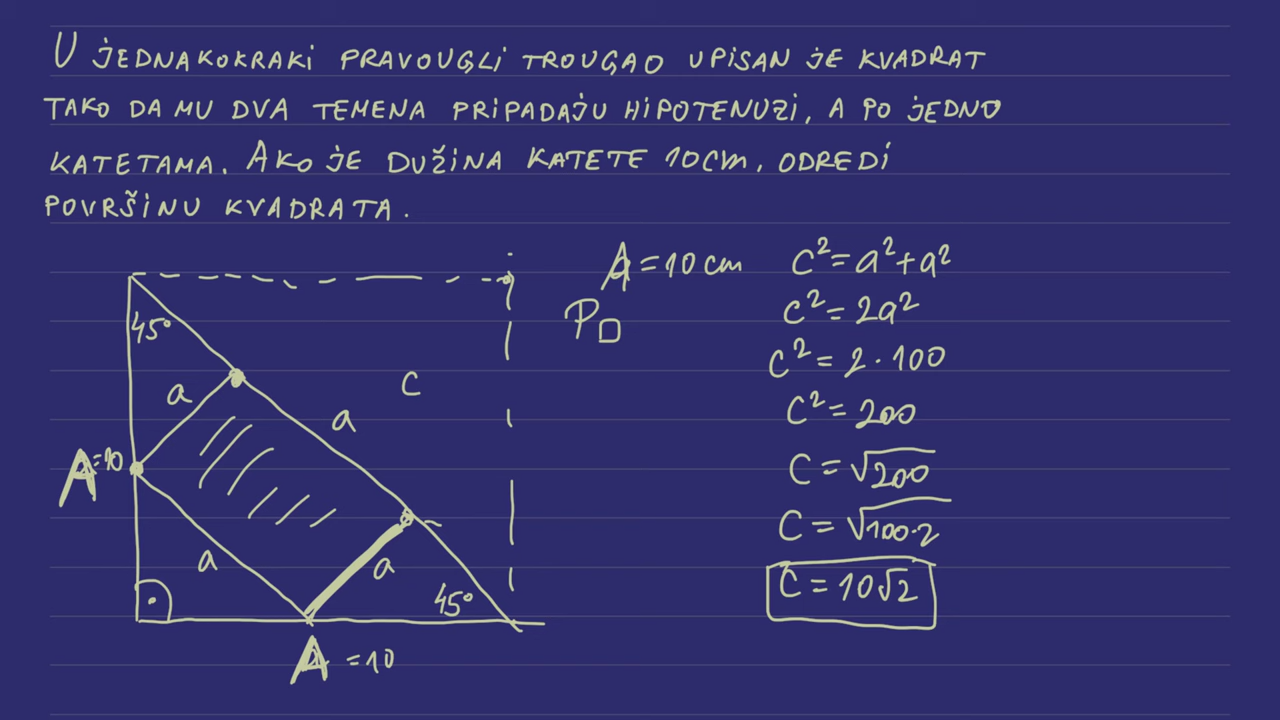 U JEDNAKOKRAKI PRAVOUGLI TROUGAO UPISAN JE KVADRAT
TAKO DA MU DVA TEMENA PRIPADAJU HIPOTENUZI, A PO JEDNO
KATETAMA. AKO JE DUŽINA KATETE 10CM, ODREDI
POVRŠINU KVADRATA.
A = 10 cm
P□
c² = a² + a²
c² = 2a²
c² = 2 · 100
c² = 200
c = √200
c = √100·2
c = 10√2
45°
a
a
c
A = 10
a
a
45°
A = 10